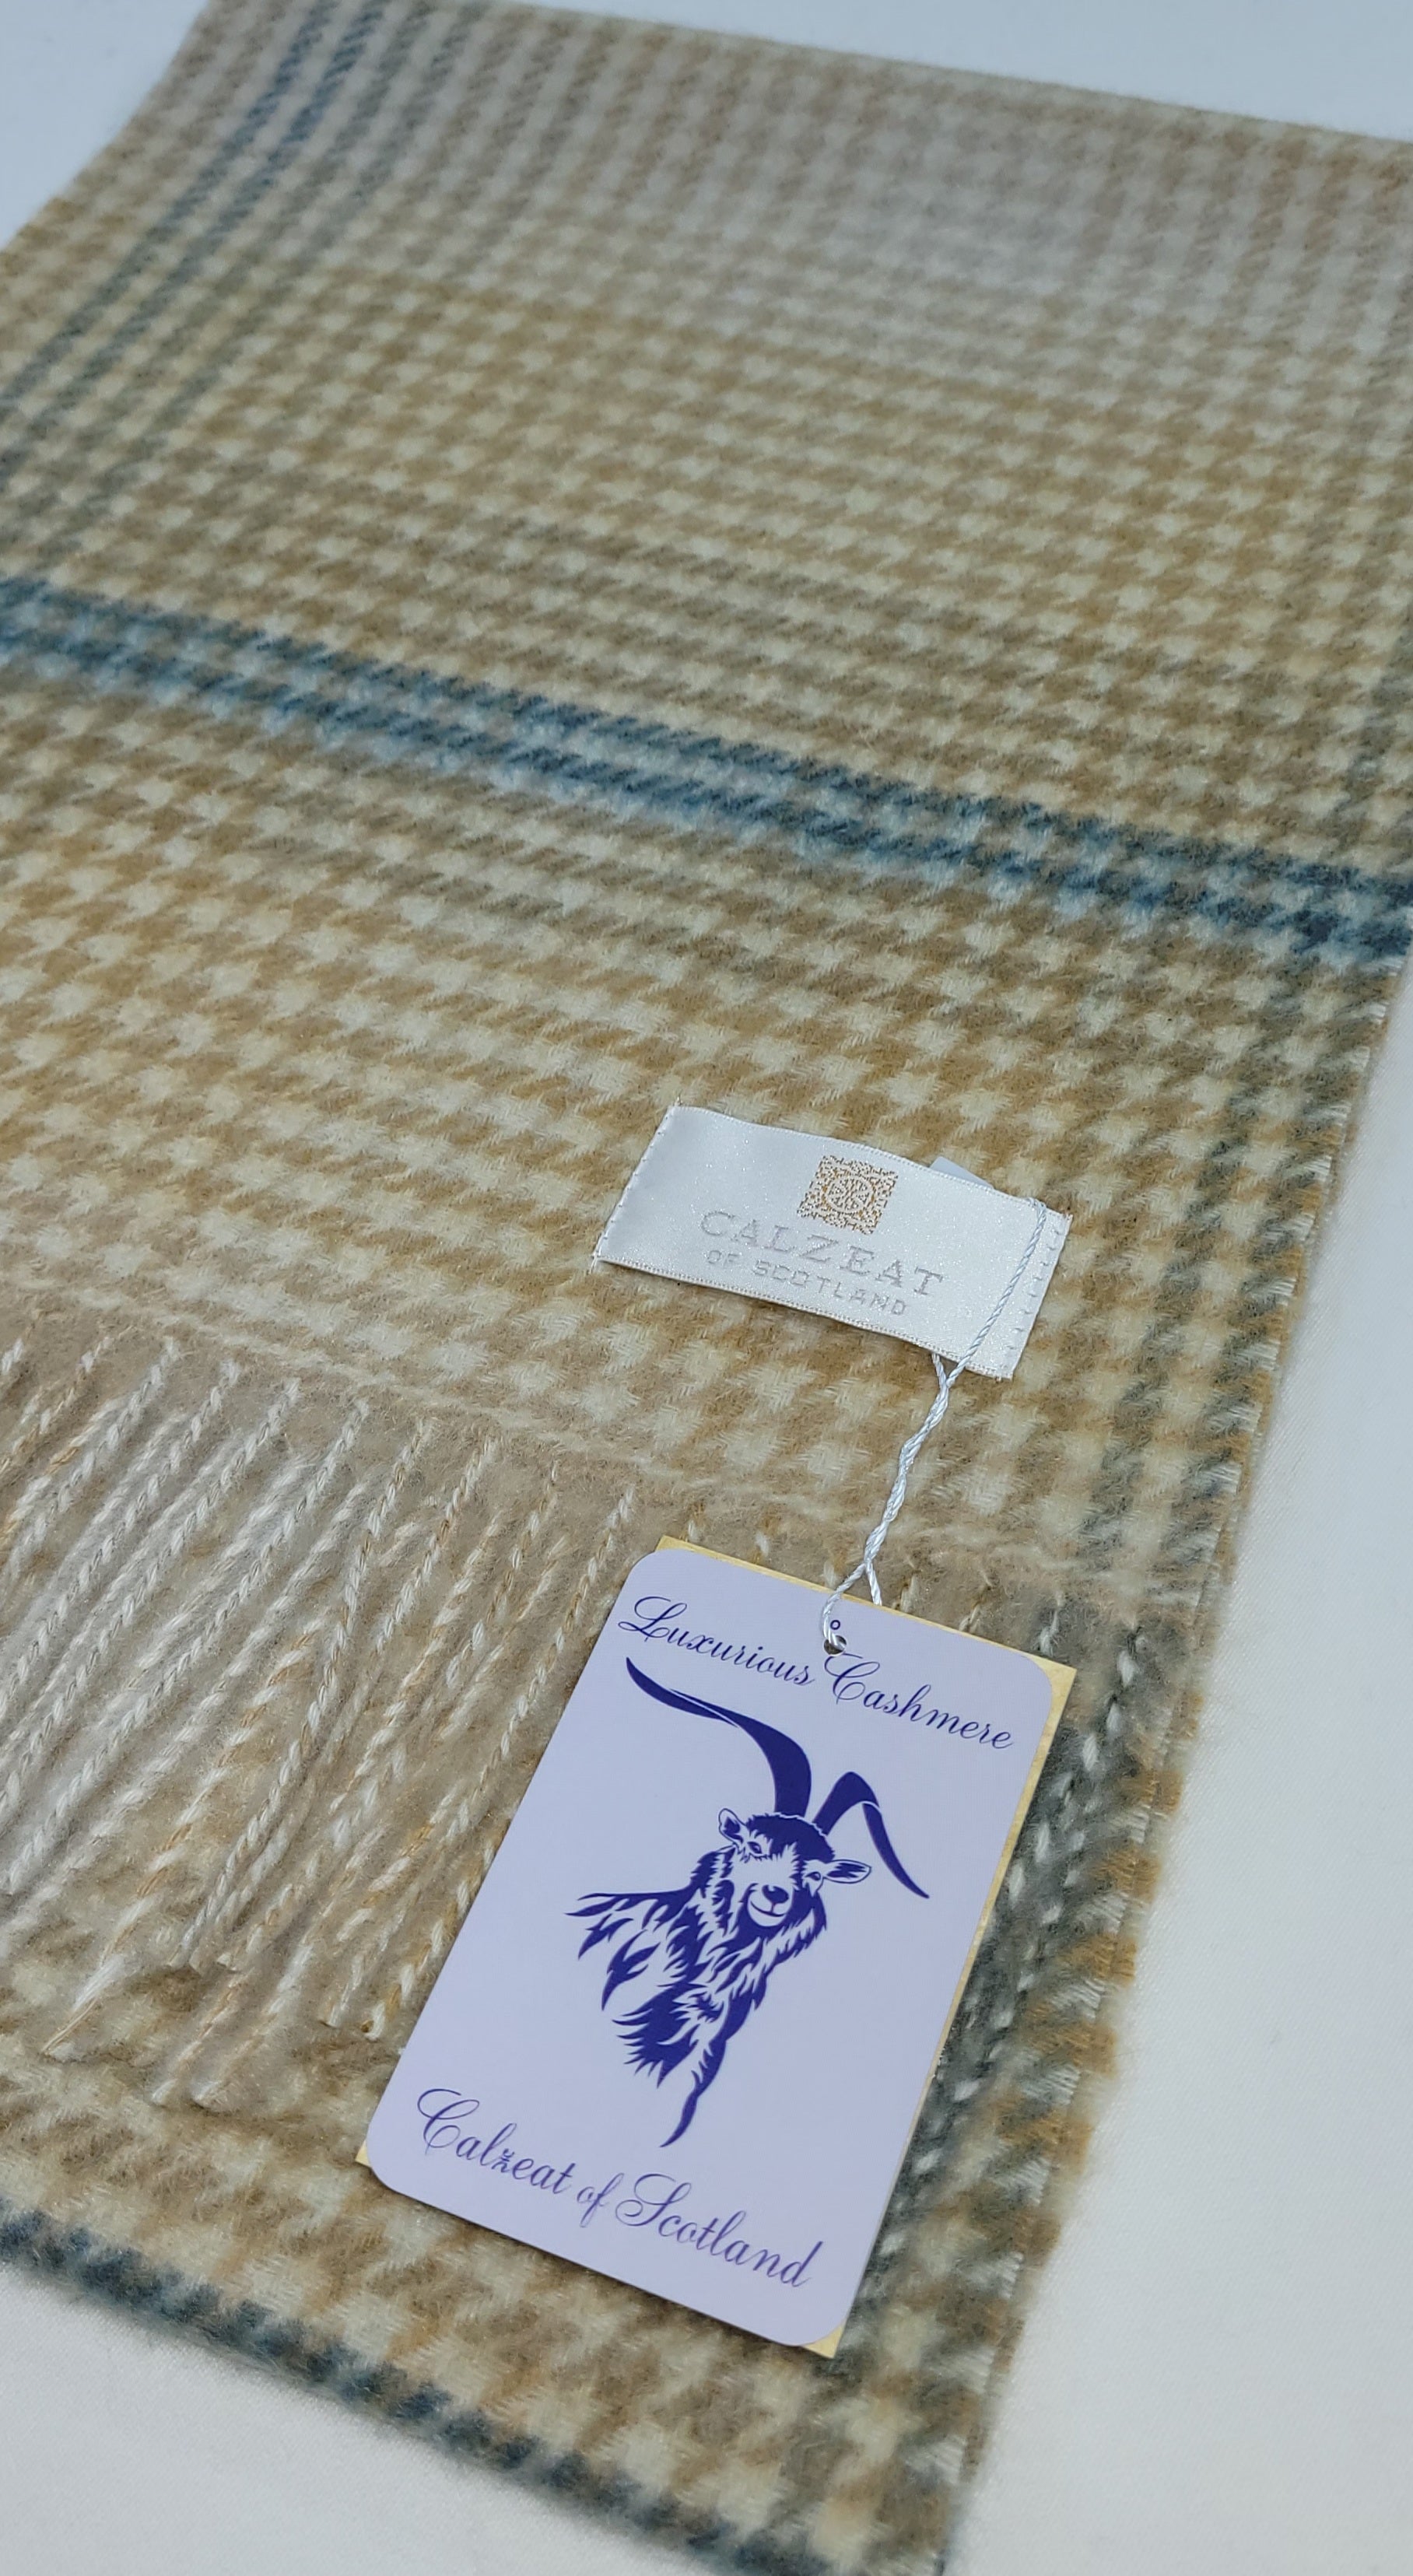 CALZEAT
OF SCOTLAND
Luxurious Cashmere
Calzeat of Scotland